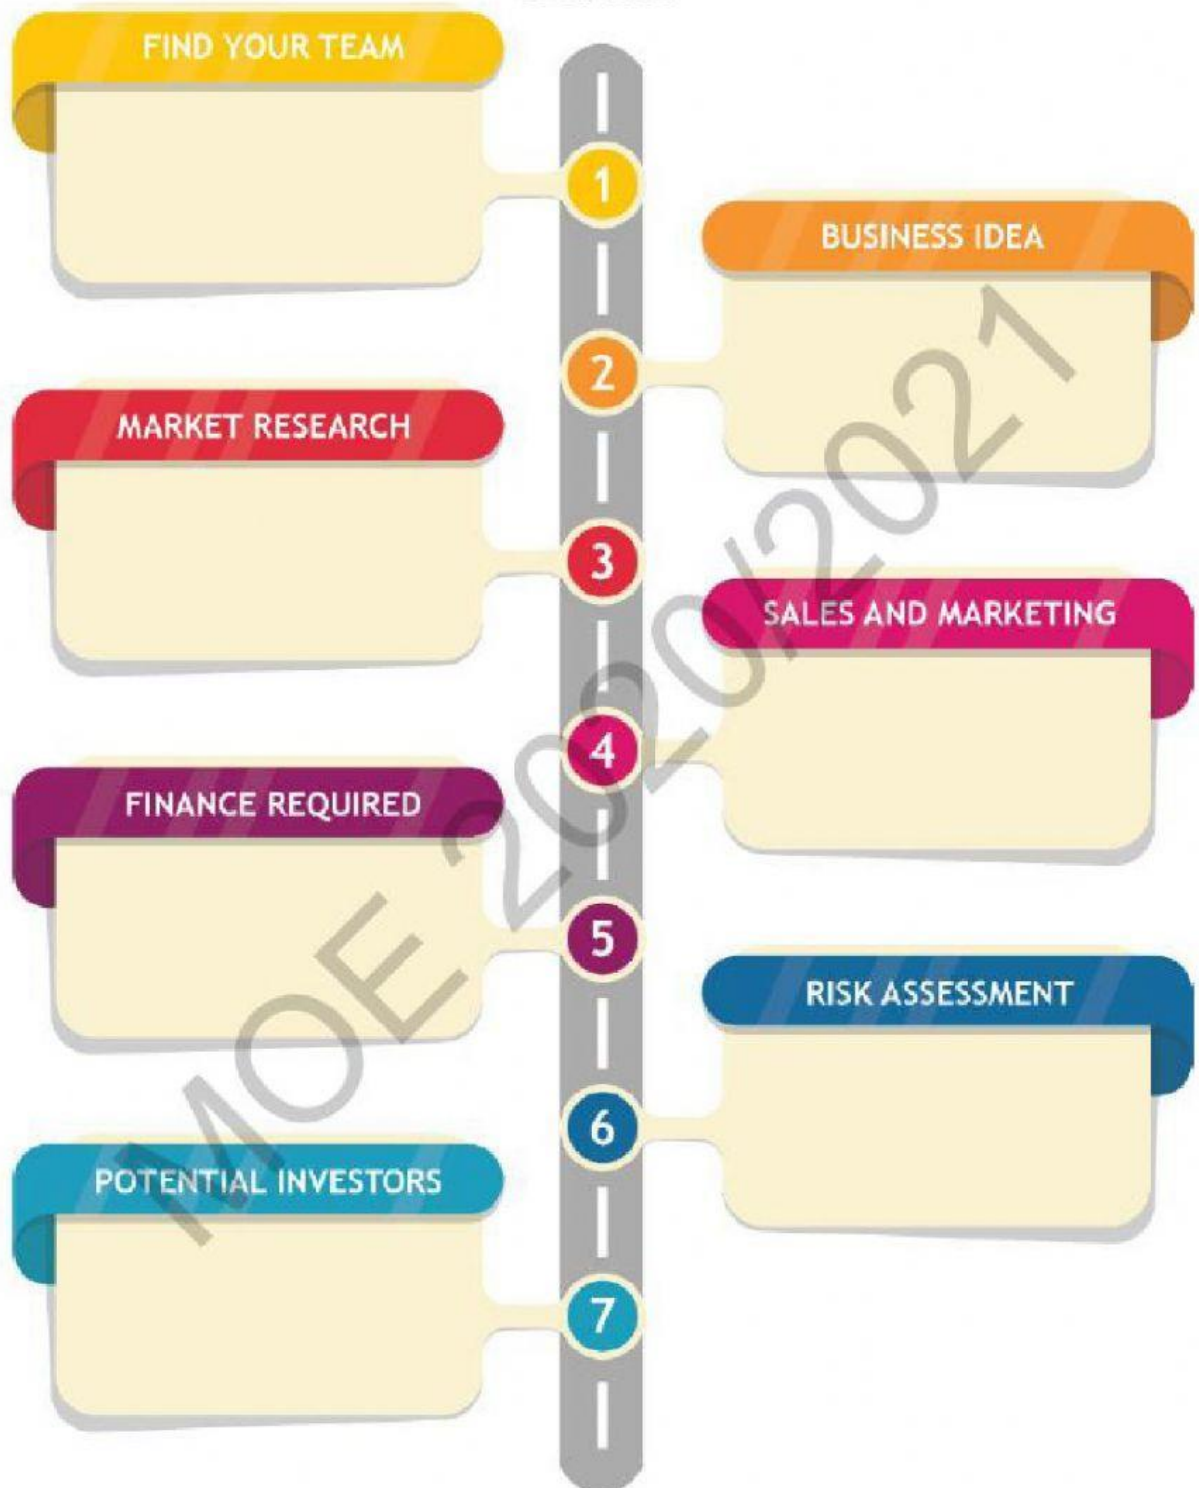 FIND YOUR TEAM
1
BUSINESS IDEA
2
MARKET RESEARCH
3
SALES AND MARKETING
4
FINANCE REQUIRED
5
RISK ASSESSMENT
6
POTENTIAL INVESTORS
7
MOE 2020/2021